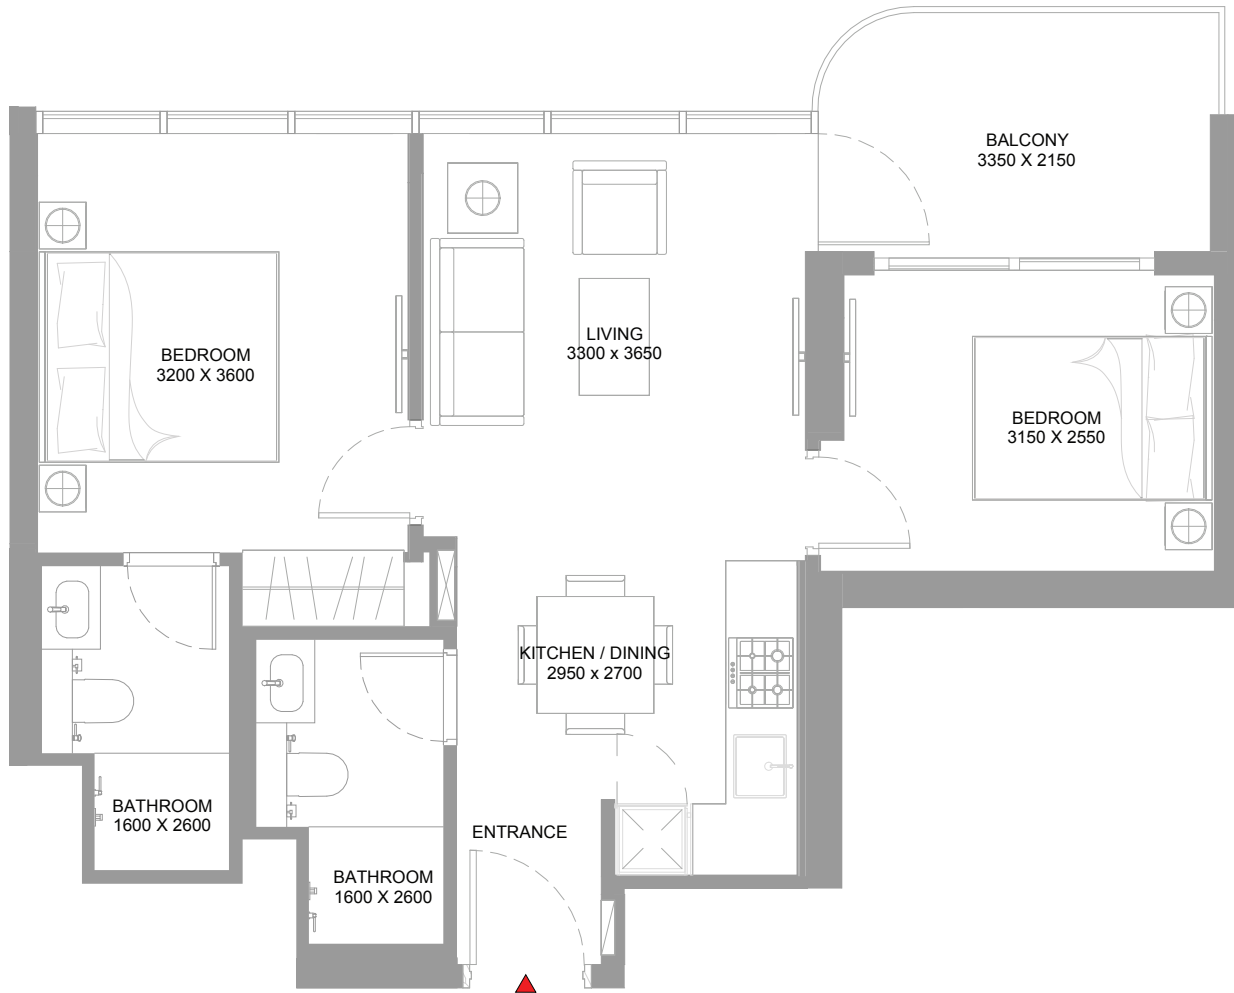 BALCONY
3350 X 2150
LIVING
3300 x 3650
BEDROOM
3200 X 3600
BEDROOM
3150 X 2550
KITCHEN / DINING
2950 x 2700
BATHROOM
1600 X 2600
ENTRANCE
BATHROOM
1600 X 2600